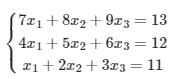 7x₁ + 8x₂ + 9x₃ = 13
4x₁ + 5x₂ + 6x₃ = 12
x₁ + 2x₂ + 3x₃ = 11